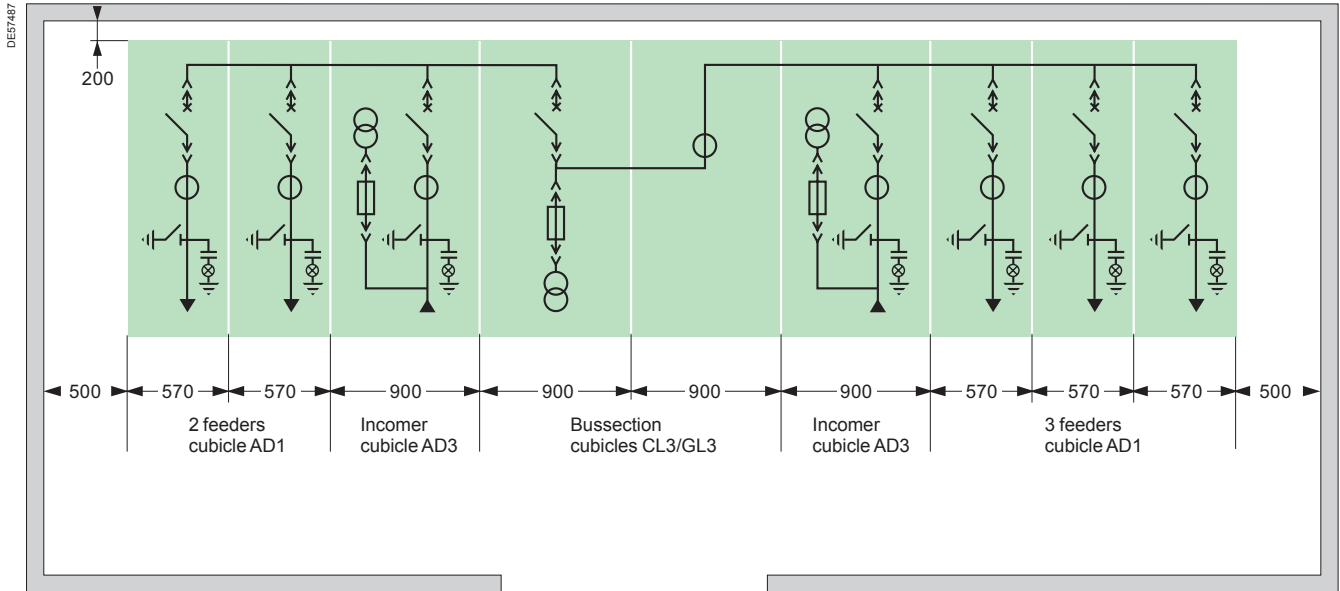 DE57487
200
500 570 570 900 900 900 900 570 570 570 500
2 feeders
cubicle AD1
Incomer
cubicle AD3
Bussection
cubicles CL3/GL3
Incomer
cubicle AD3
3 feeders
cubicle AD1